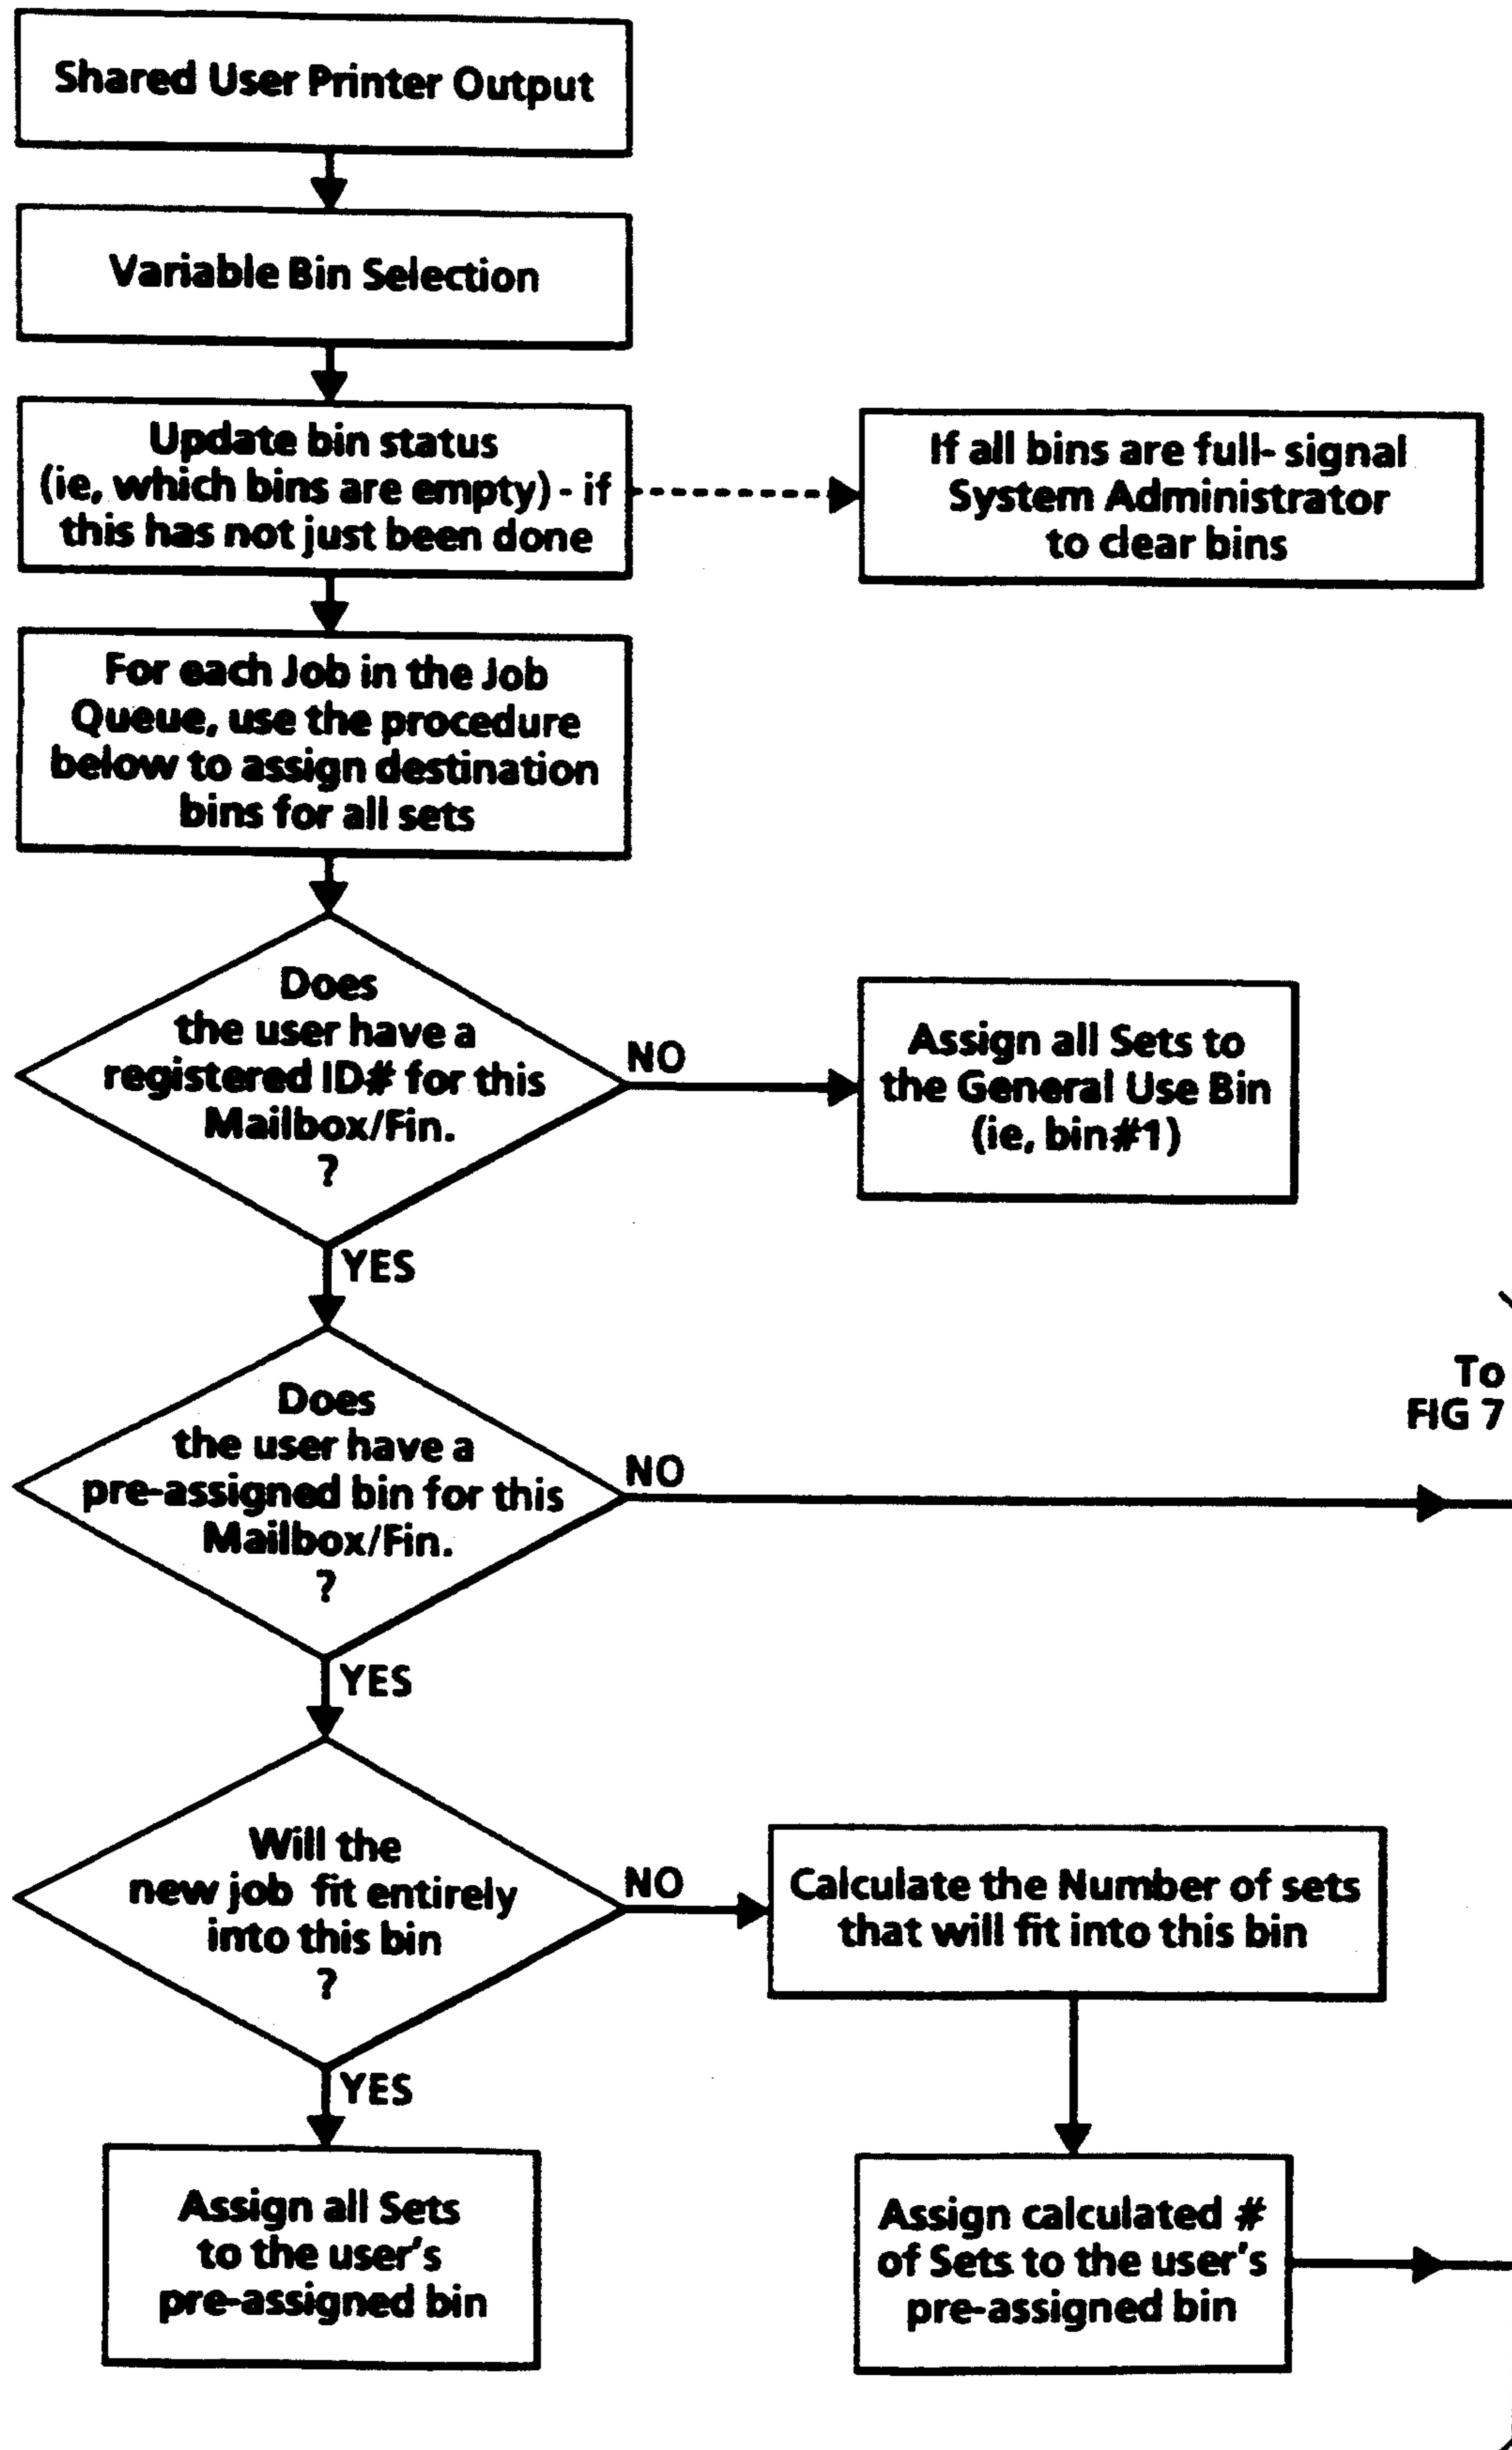 Shared User Printer Output
Variable Bin Selection
Update bin status
(ie, which bins are empty) - if
this has not just been done
If all bins are full- signal
System Administrator
to clear bins
For each Job in the Job
Queue, use the procedure
below to assign destination
bins for all sets
Does
the user have a
registered ID# for this
Mailbox/Fin.
?
NO
Assign all Sets to
the General Use Bin
(ie, bin#1)
YES
Does
the user have a
pre-assigned bin for this
Mailbox/Fin.
?
NO
To
FIG 7
YES
Will the
new job fit entirely
into this bin
?
NO
Calculate the Number of sets
that will fit into this bin
YES
Assign all Sets
to the user's
pre-assigned bin
Assign calculated #
of Sets to the user's
pre-assigned bin